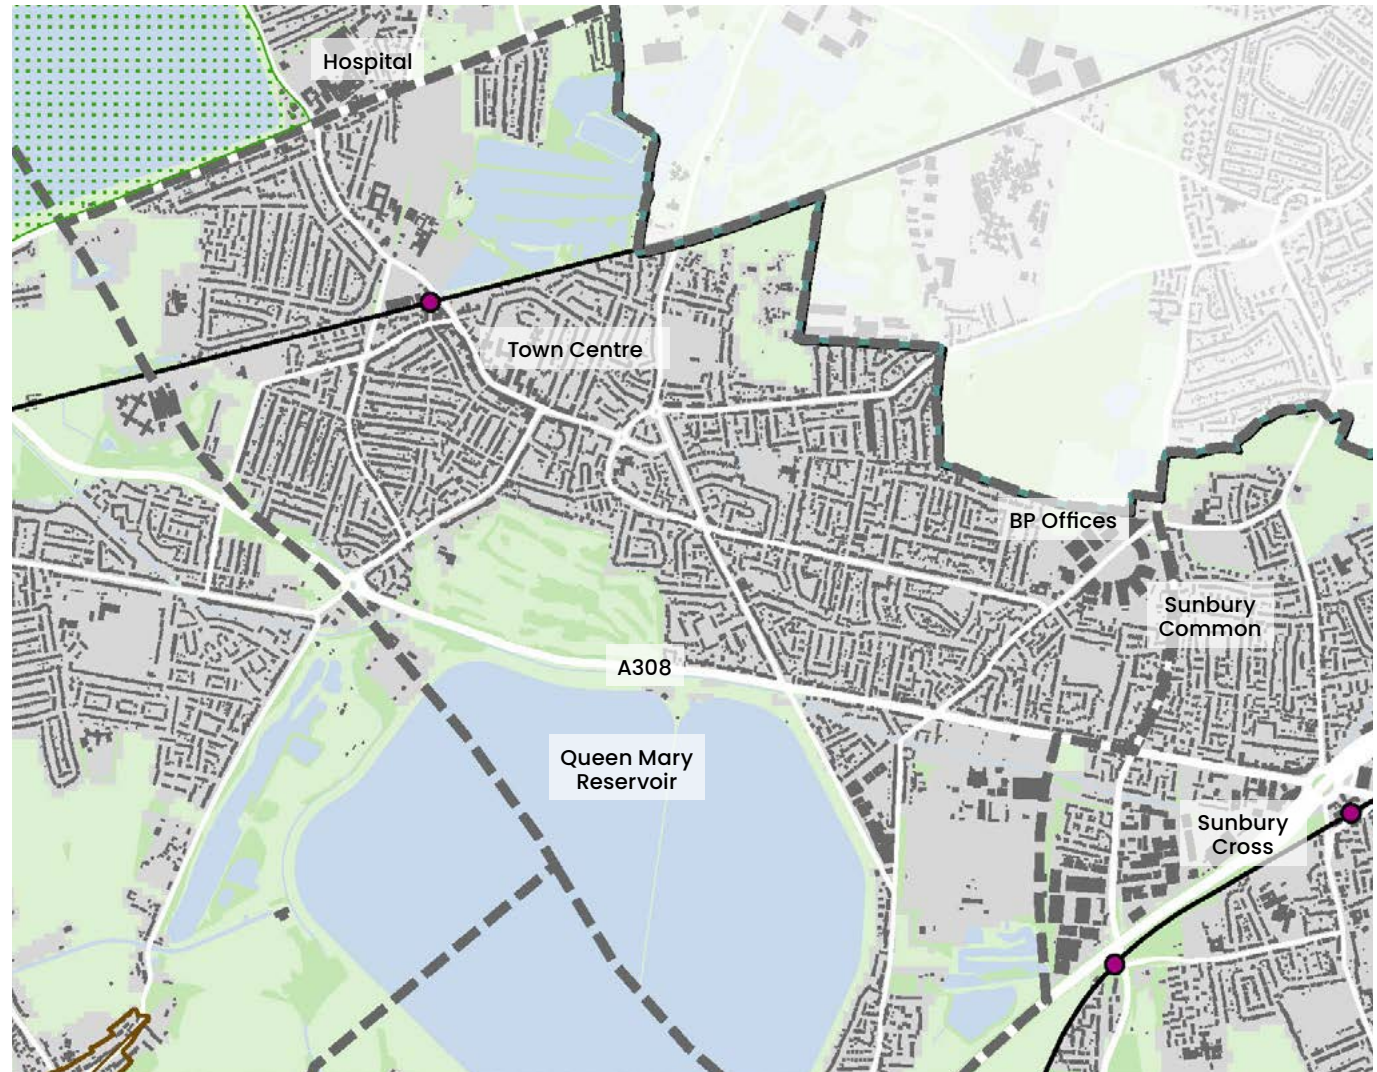 Hospital
Town Centre
BP Offices
Sunbury
Common
A308
Queen Mary
Reservoir
Sunbury
Cross